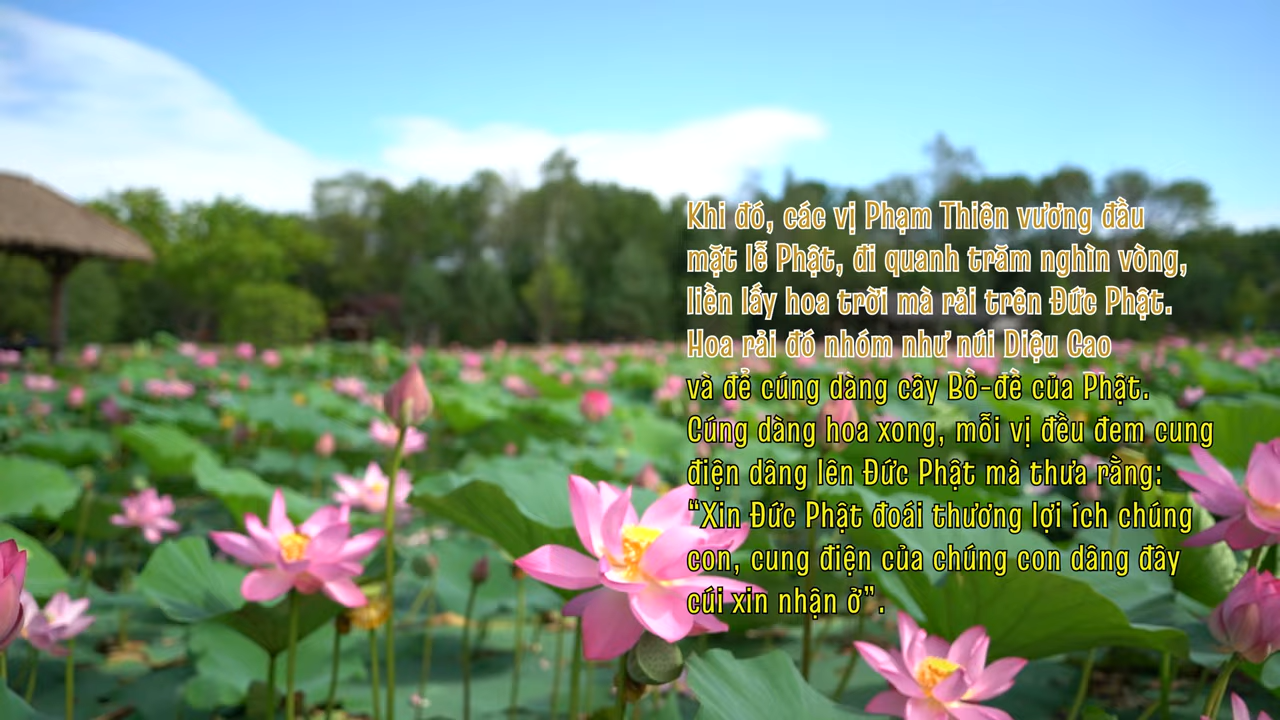 Khi đó, các vị Phạm Thiên vương đầu
mặt lễ Phật, đi quanh trăm nghìn vòng,
liền lấy hoa trời mà rải trên Đức Phật.
Hoa rải đó nhóm như núi Diệu Cao
và để cúng dàng cây Bồ-đề của Phật.
Cúng dàng hoa xong, mỗi vị đều đem cung
điện dâng lên Đức Phật mà thưa rằng:
“Xin Đức Phật đoái thương lợi ích chúng
con, cung điện của chúng con dâng đây
cúi xin nhận ở”.